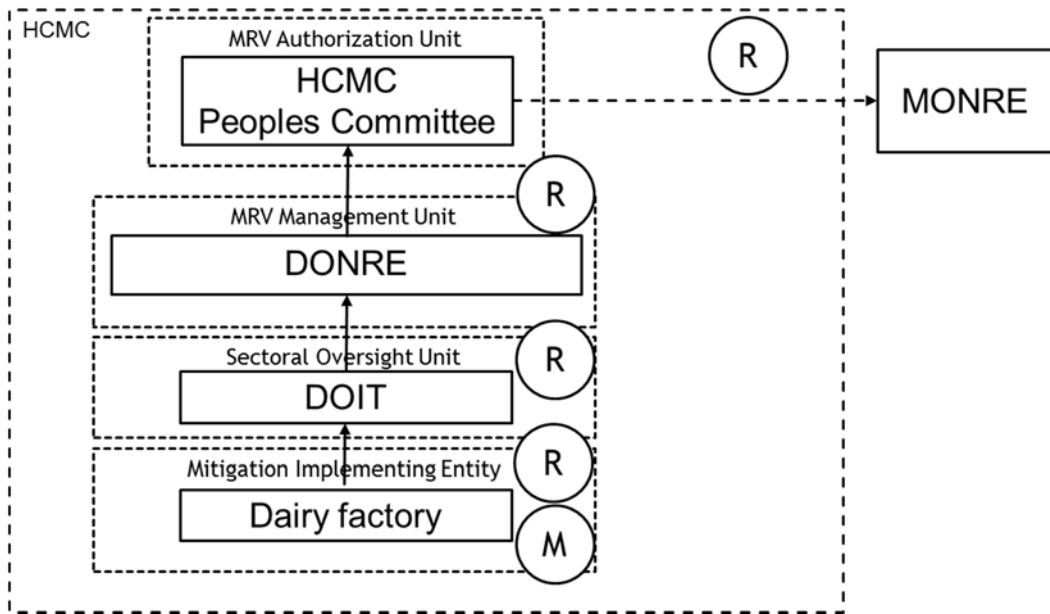 HCMC
MRV Authorization Unit
HCMC
Peoples Committee
R
MONRE
R
MRV Management Unit
DONRE
R
Sectoral Oversight Unit
DOIT
R
Mitigation Implementing Entity
Dairy factory
M